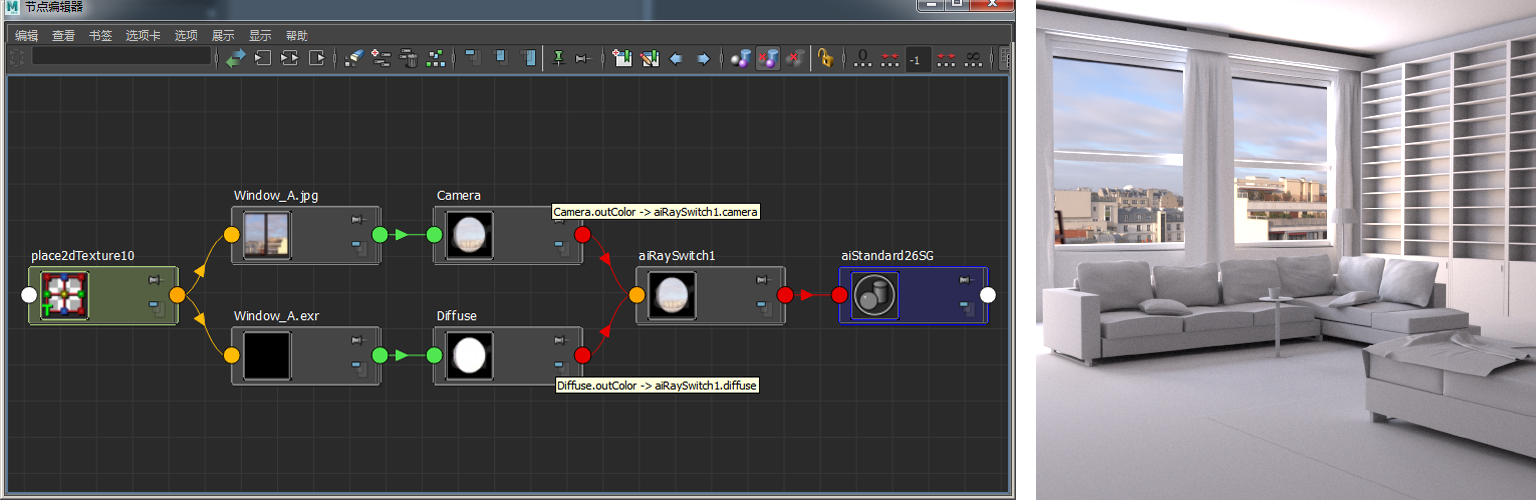 节点编辑器
编辑 查看 书签 选项卡 选项 展示 显示 帮助
0 -1 ∞
Window_A.jpg Camera
Camera.outColor -> aiRaySwitch1.camera
place2dTexture10 aiRaySwitch1 aiStandard26SG
Window_A.exr Diffuse
Diffuse.outColor -> aiRaySwitch1.diffuse